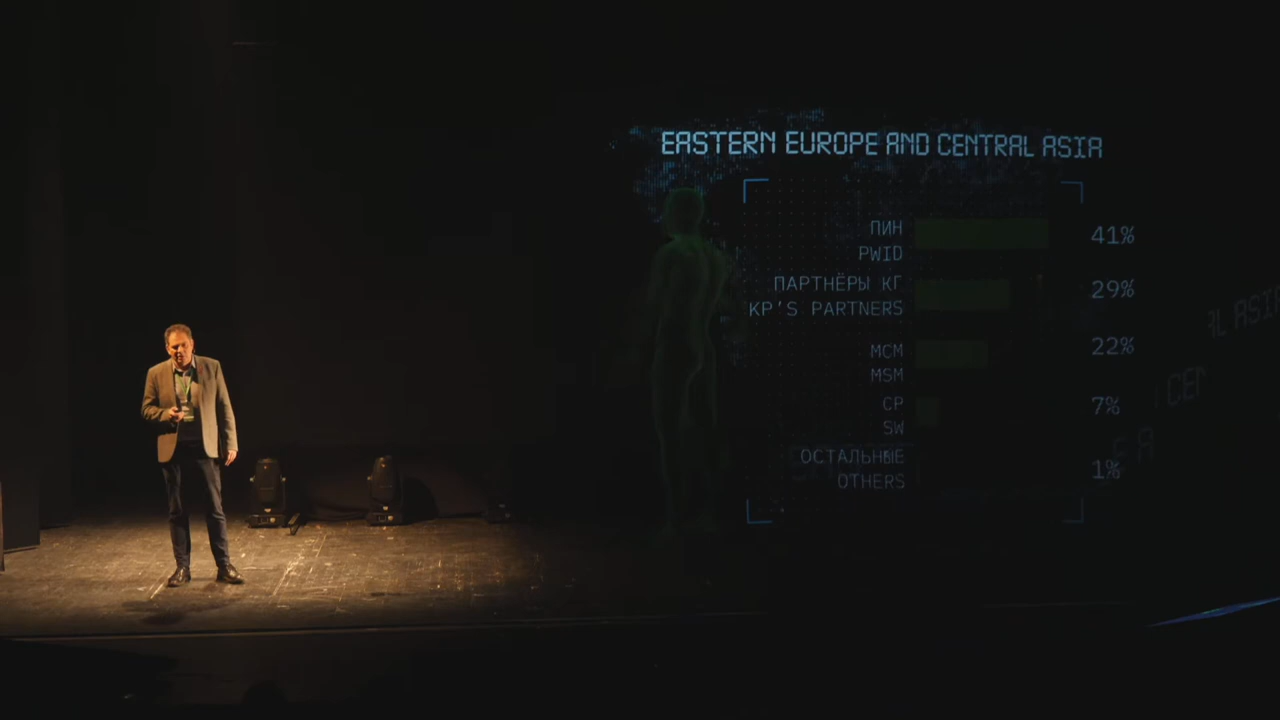 EASTERN EUROPE AND CENTRAL ASIA
ПИН
PWID
41%
ПАРТНЁРЫ КГ
KP'S PARTNERS
29%
МСМ
MSM
22%
СР
SW
7%
ОСТАЛЬНЫЕ
OTHERS
1%